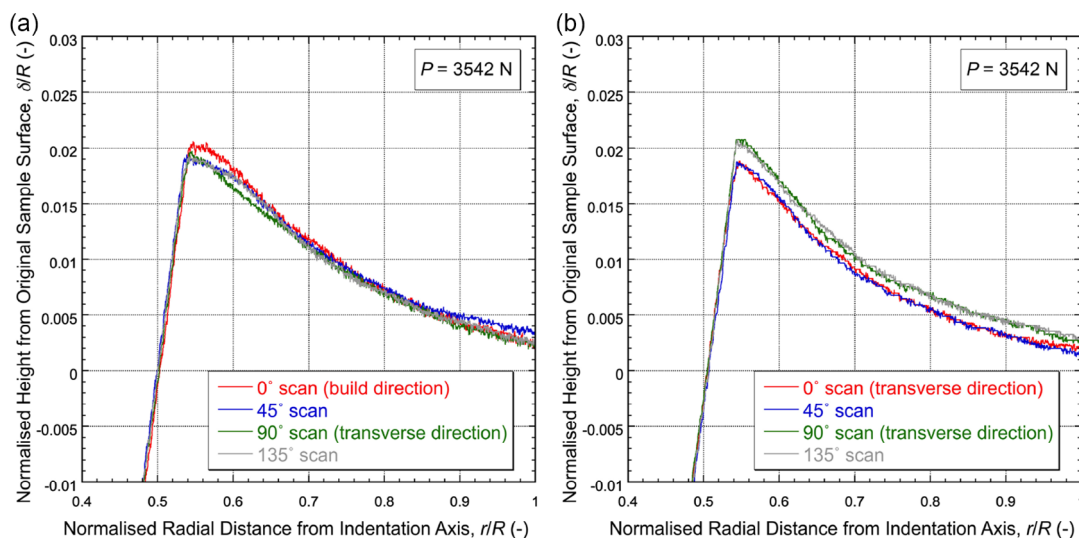 (a)
Normalised Height from Original Sample Surface, δ/R (-)
0.03
0.025
0.02
0.015
0.01
0.005
0
-0.005
-0.01
P = 3542 N
0˚ scan (build direction)
45˚ scan
90˚ scan (transverse direction)
135˚ scan
0.4 0.5 0.6 0.7 0.8 0.9 1
Normalised Radial Distance from Indentation Axis, r/R (-)
(b)
Normalised Height from Original Sample Surface, δ/R (-)
0.03
0.025
0.02
0.015
0.01
0.005
0
-0.005
-0.01
P = 3542 N
0˚ scan (transverse direction)
45˚ scan
90˚ scan (transverse direction)
135˚ scan
0.4 0.5 0.6 0.7 0.8 0.9 1
Normalised Radial Distance from Indentation Axis, r/R (-)